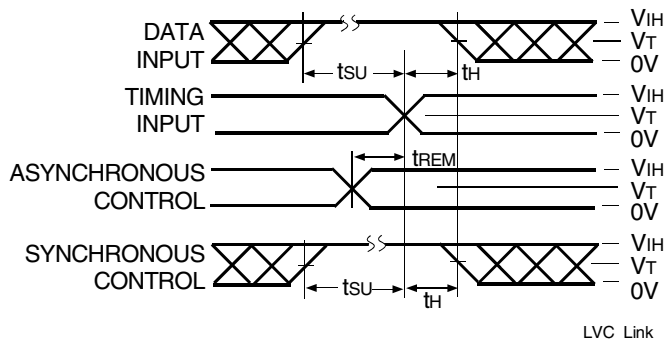 DATA
INPUT
tSU
tH
VIH
VT
0V
TIMING
INPUT
VIH
VT
0V
ASYNCHRONOUS
CONTROL
tREM
VIH
VT
0V
SYNCHRONOUS
CONTROL
tSU
tH
VIH
VT
0V
LVC Link